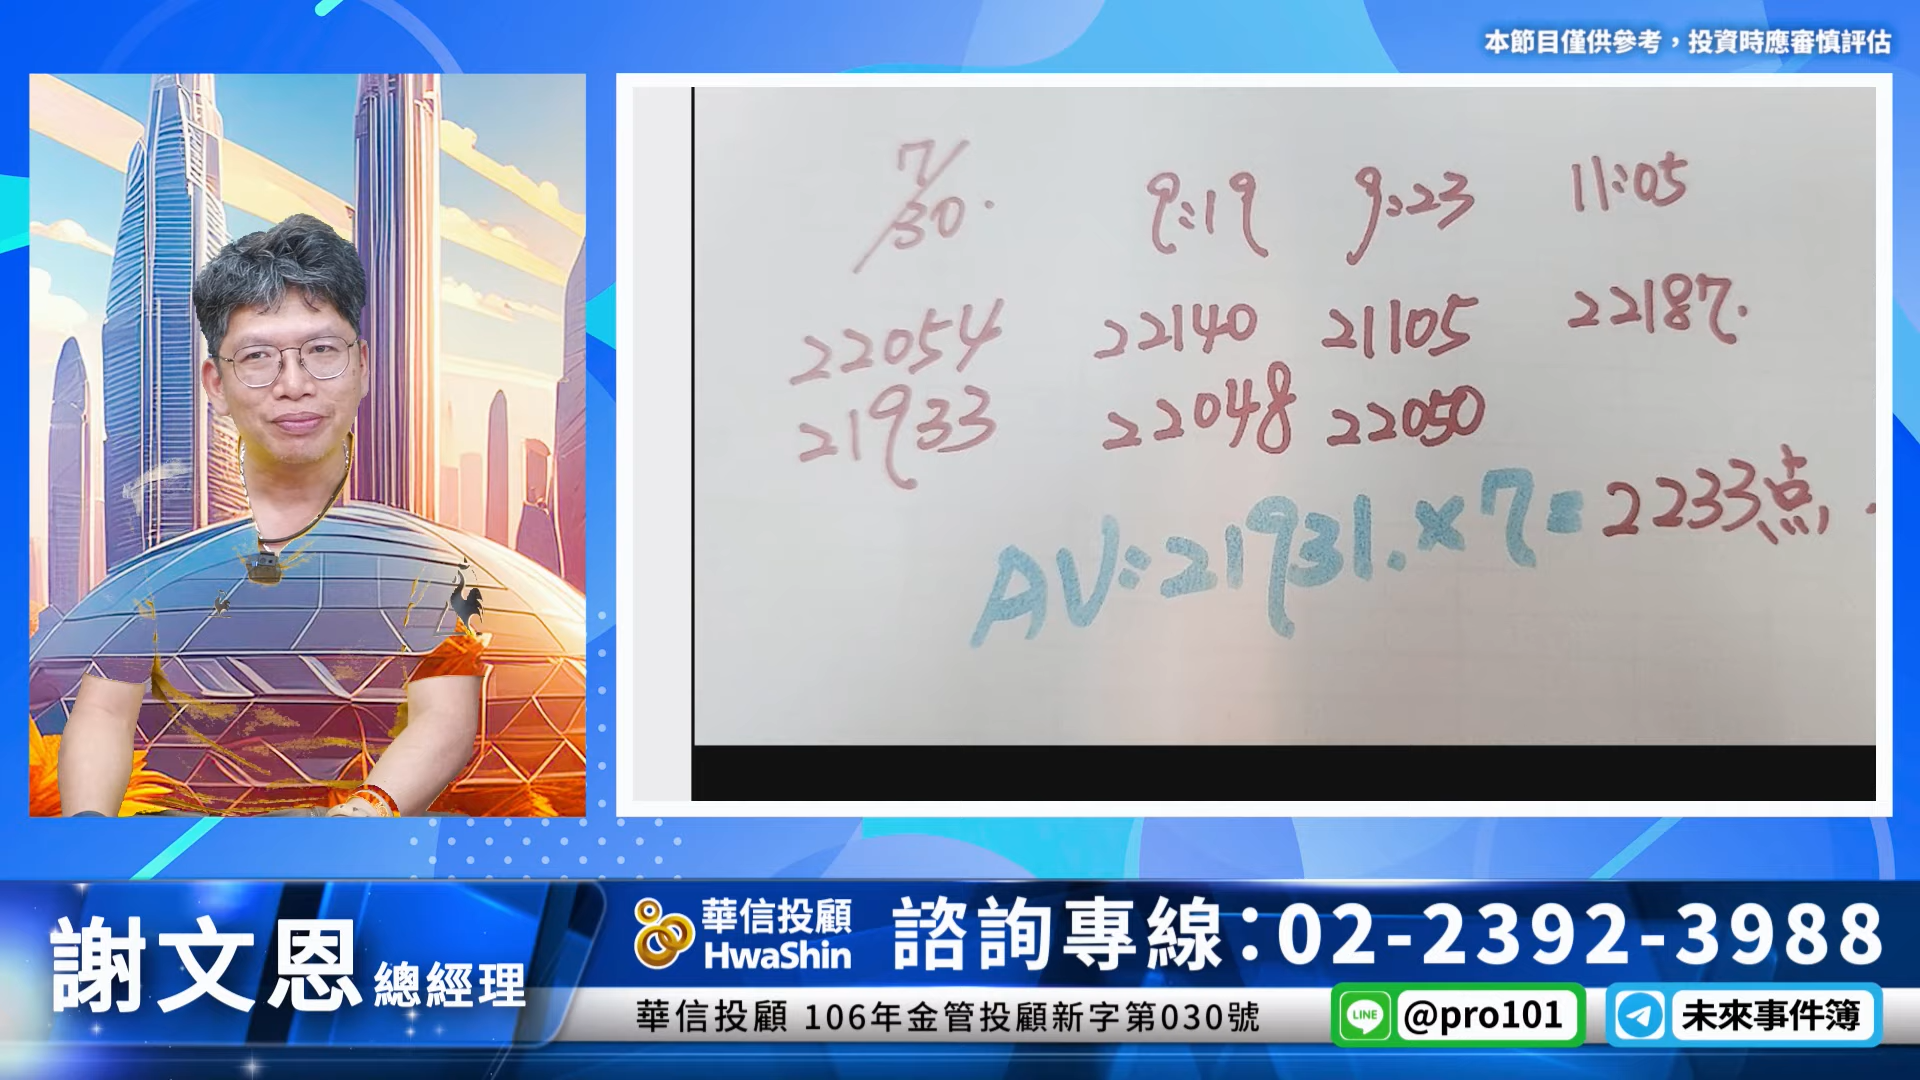 本節目僅供參考，投資時應審慎評估
7/30. 9:19 9:23 11:05
22054 22140 21105 22187.
21933 22048 22050
AV:21931.×7=2233点.
謝文恩 總經理
華信投顧
HwaShin
諮詢專線：02-2392-3988
華信投顧 106年金管投顧新字第030號
LINE @pro101
未來事件簿